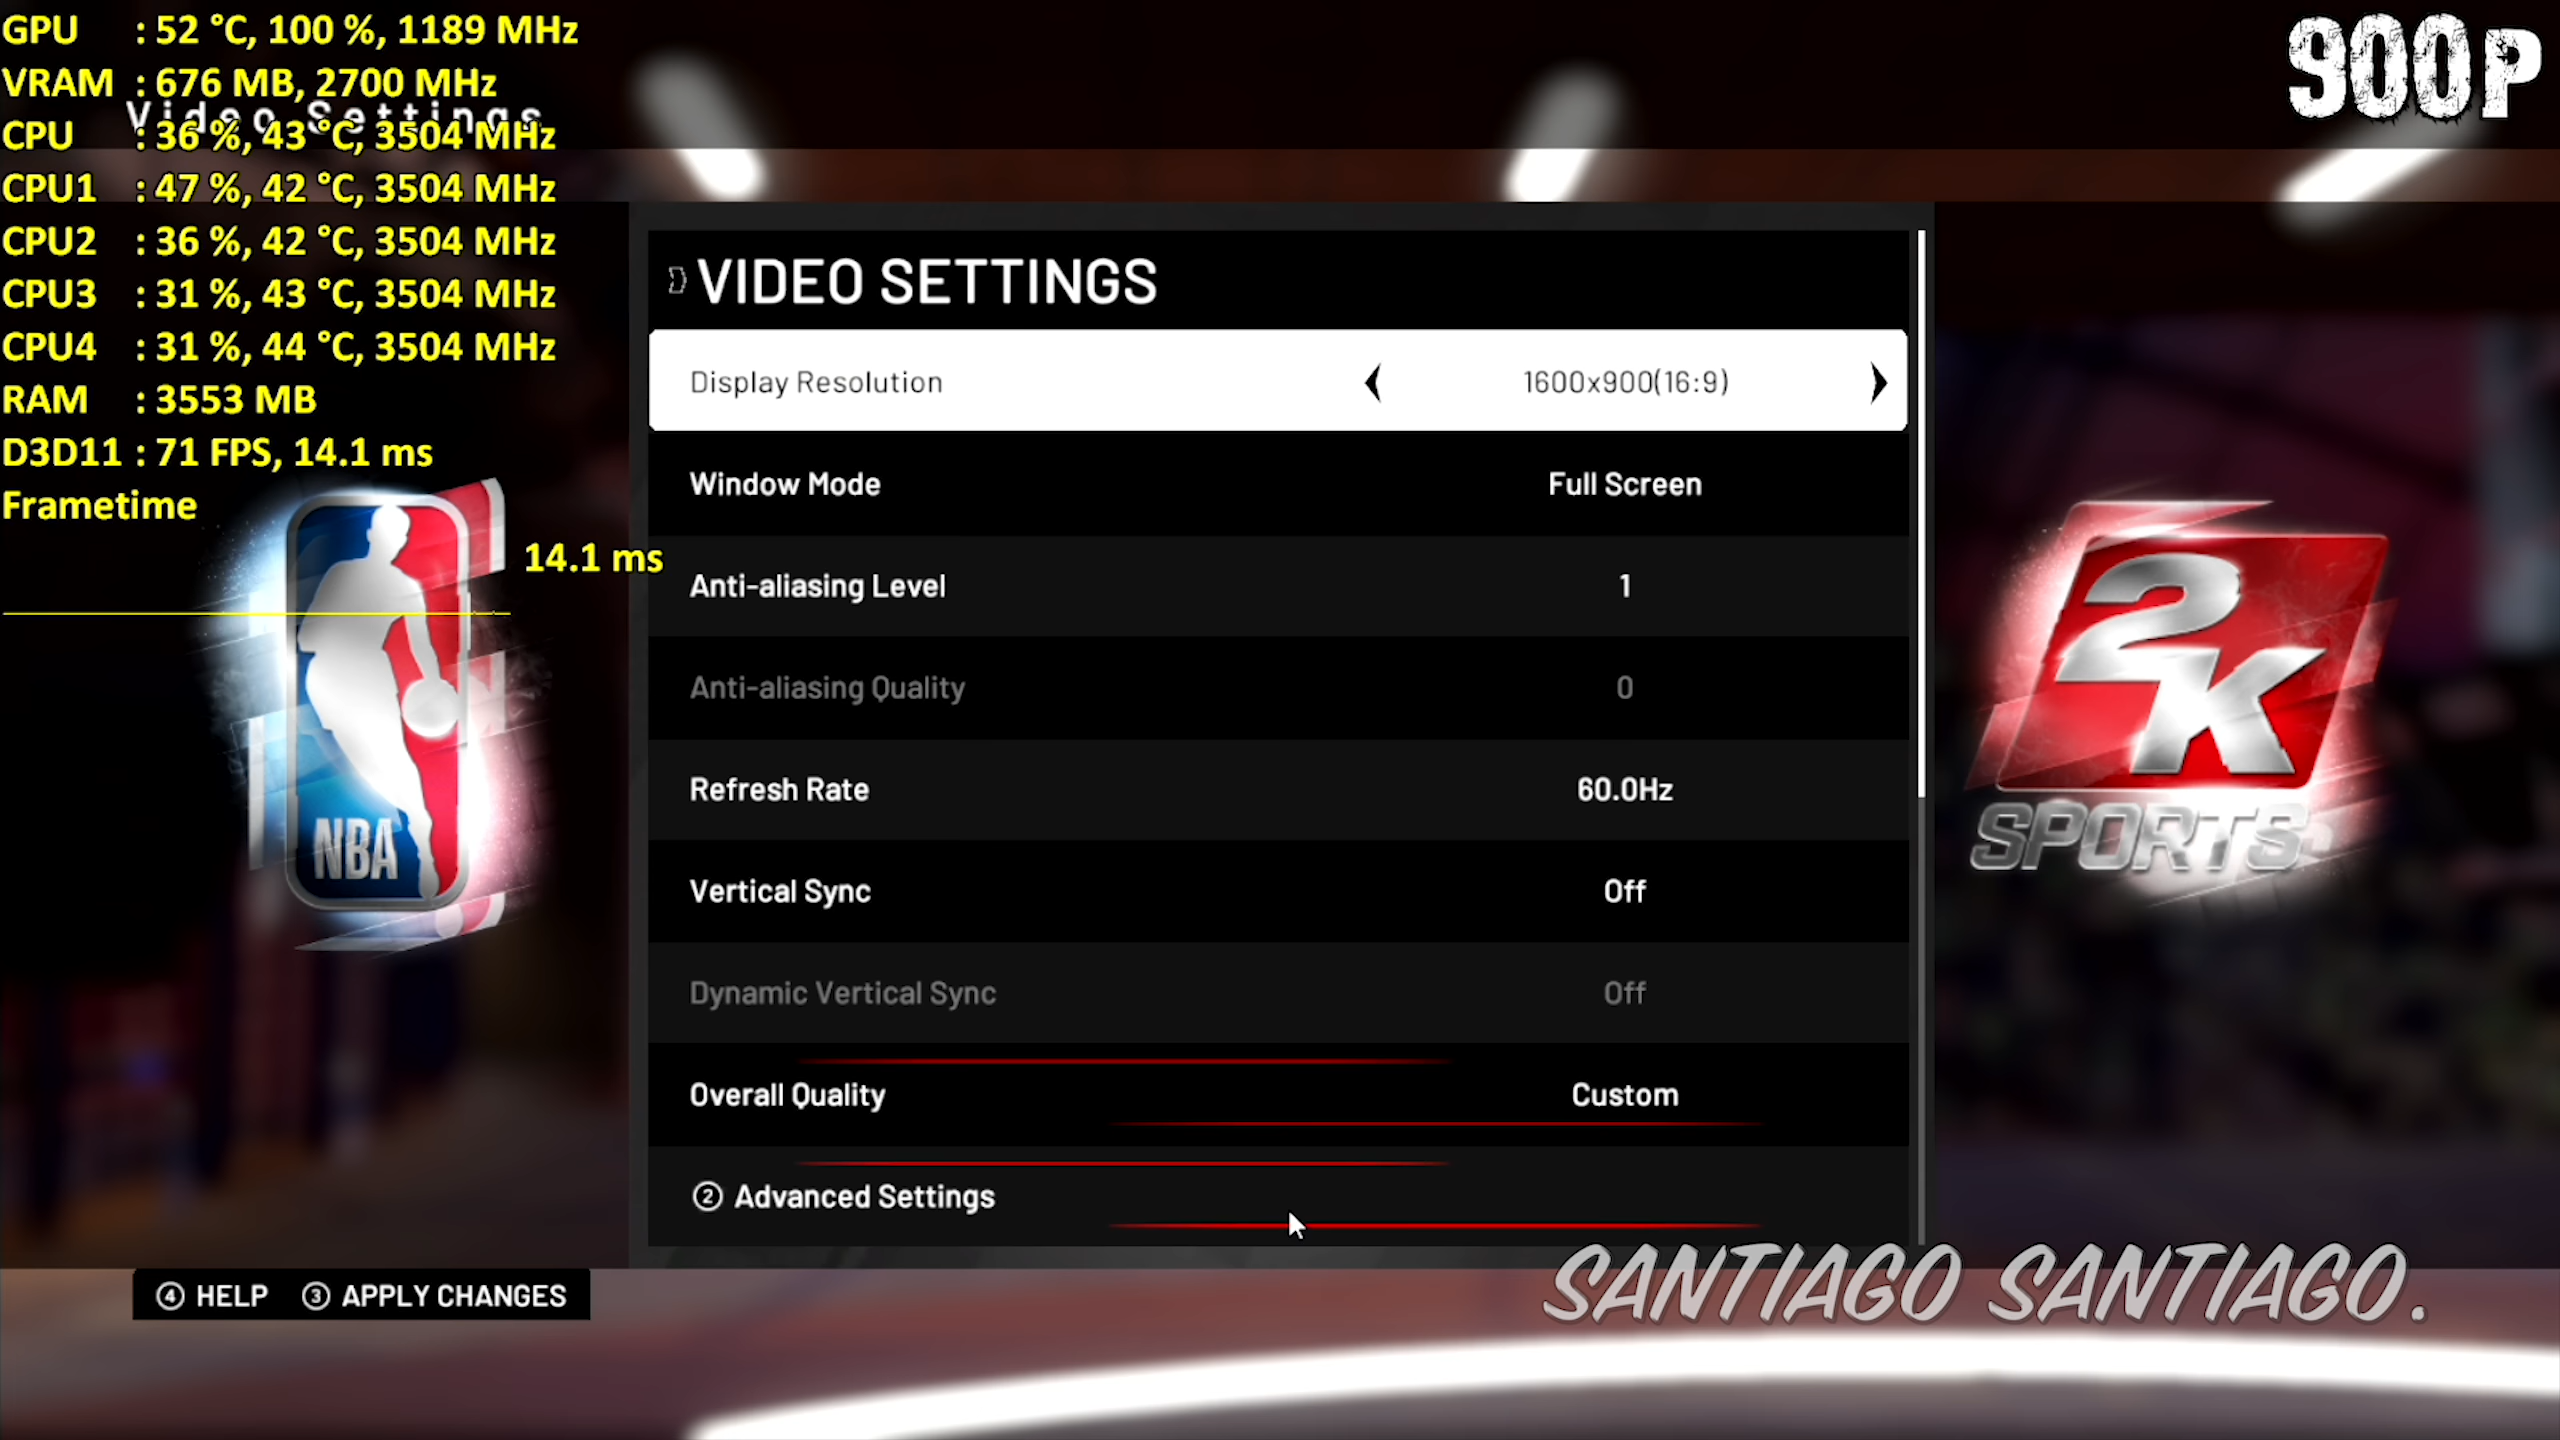 GPU : 52 °C, 100 %, 1189 MHz
VRAM : 676 MB, 2700 MHz
Video Settings
CPU : 36 %, 43 °C, 3504 MHz
CPU1 : 47 %, 42 °C, 3504 MHz
CPU2 : 36 %, 42 °C, 3504 MHz
CPU3 : 31 %, 43 °C, 3504 MHz
CPU4 : 31 %, 44 °C, 3504 MHz
RAM : 3553 MB
D3D11 : 71 FPS, 14.1 ms
Frametime
14.1 ms
900P
VIDEO SETTINGS
Display Resolution 1600x900(16:9)
Window Mode Full Screen
Anti-aliasing Level 1
Anti-aliasing Quality 0
Refresh Rate 60.0Hz
Vertical Sync Off
Dynamic Vertical Sync Off
Overall Quality Custom
2 Advanced Settings
NBA
2K
SPORTS
4 HELP 3 APPLY CHANGES
SANTIAGO SANTIAGO.